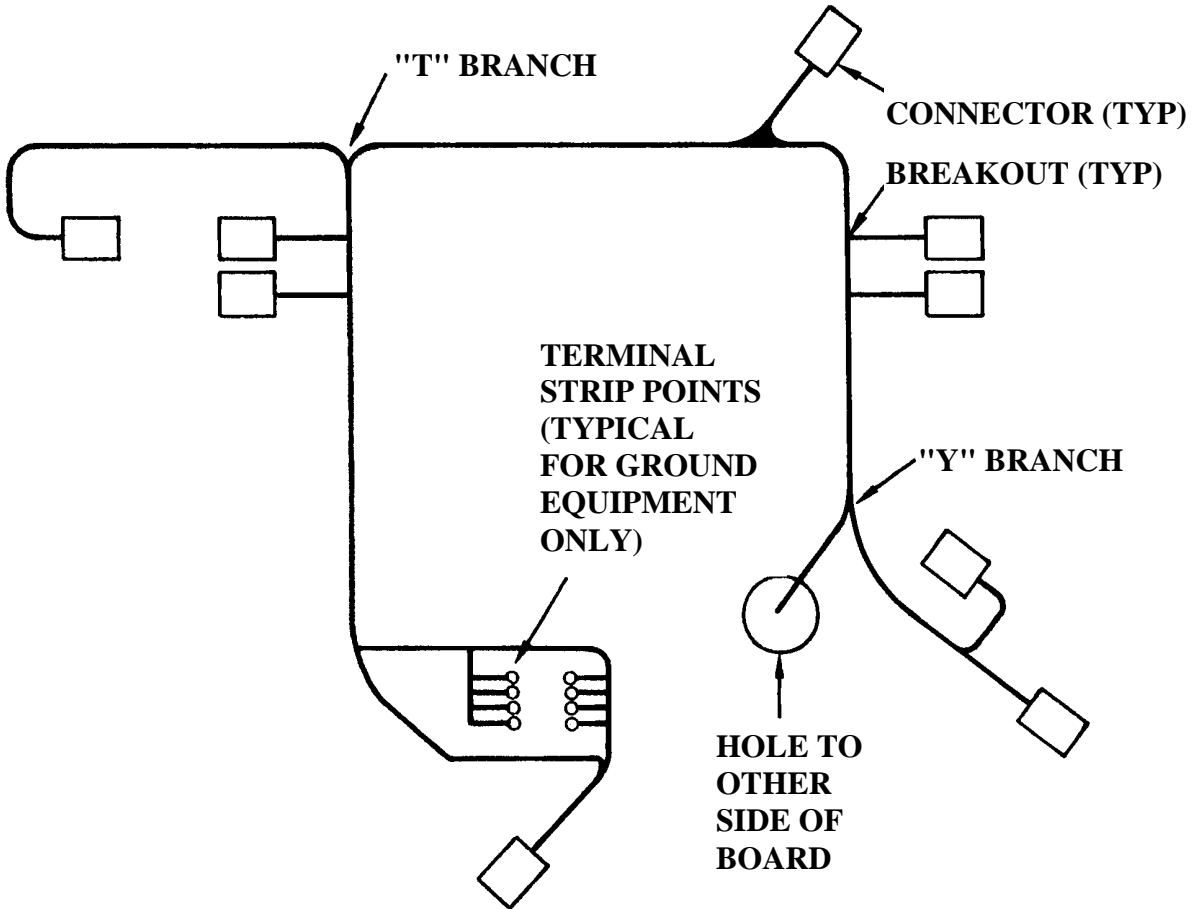 "T" BRANCH
CONNECTOR (TYP)
BREAKOUT (TYP)
TERMINAL
STRIP POINTS
(TYPICAL
FOR GROUND
EQUIPMENT
ONLY)
"Y" BRANCH
HOLE TO
OTHER
SIDE OF
BOARD